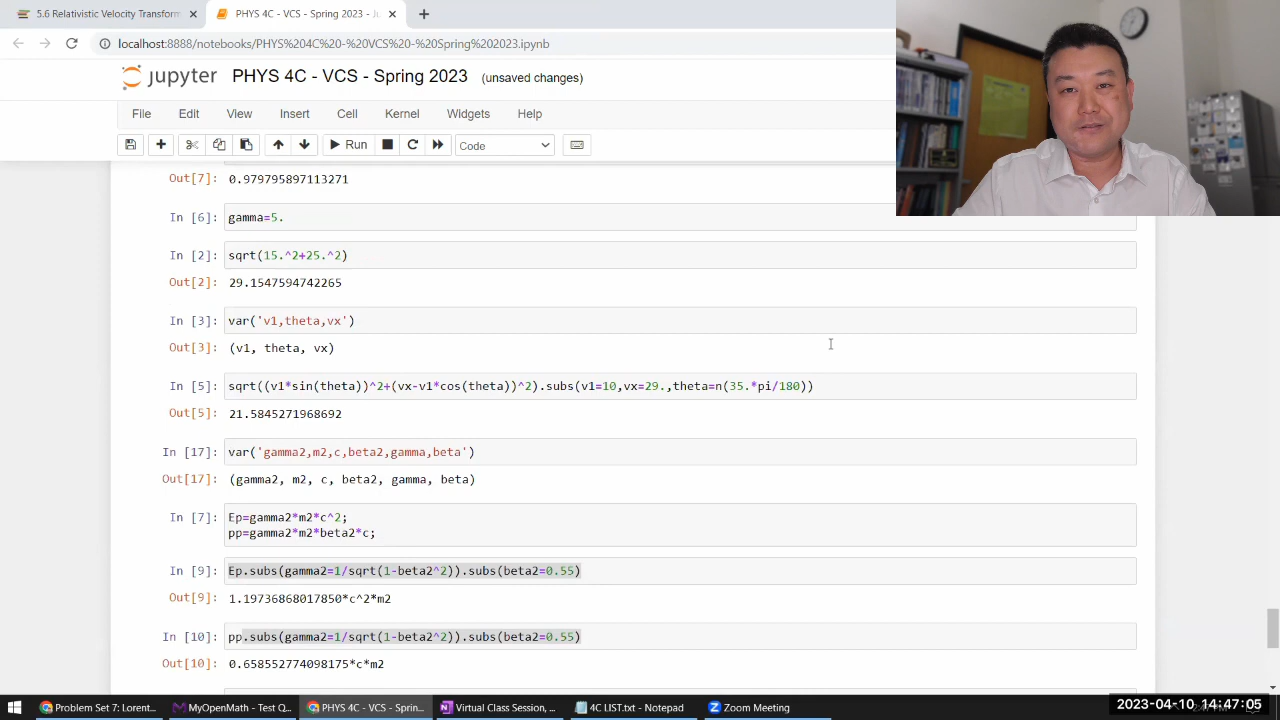 5.6 Relativistic Velocity Transform
PHYS 4C - VCS - Spring 2023 - Ju
localhost:8888/notebooks/PHYS%204C%20-%20VCS%20-%20Spring%202023.ipynb
jupyter PHYS 4C - VCS - Spring 2023 (unsaved changes)
File Edit View Insert Cell Kernel Widgets Help
Run Code
Out[7]: 0.979795897113271
In [6]: gamma=5.
In [2]: sqrt(15.^2+25.^2)
Out[2]: 29.1547594742265
In [3]: var('v1,theta,vx')
Out[3]: (v1, theta, vx)
In [5]: sqrt((v1*sin(theta))^2+(vx-v1*cos(theta))^2).subs(v1=10,vx=29.,theta=n(35.*pi/180))
Out[5]: 21.5845271968692
In [17]: var('gamma2,m2,c,beta2,gamma,beta')
Out[17]: (gamma2, m2, c, beta2, gamma, beta)
In [7]: Ep=gamma2*m2*c^2;
pp=gamma2*m2*beta2*c;
In [9]: Ep.subs(gamma2=1/sqrt(1-beta2^2)).subs(beta2=0.55)
Out[9]: 1.19736868017850*c^2*m2
In [10]: pp.subs(gamma2=1/sqrt(1-beta2^2)).subs(beta2=0.55)
Out[10]: 0.658552774098175*c*m2
Problem Set 7: Lorent...
MyOpenMath - Test Q...
PHYS 4C - VCS - Sprin...
Virtual Class Session, ...
4C LIST.txt - Notepad
Zoom Meeting
2023-04-10 14:47:05